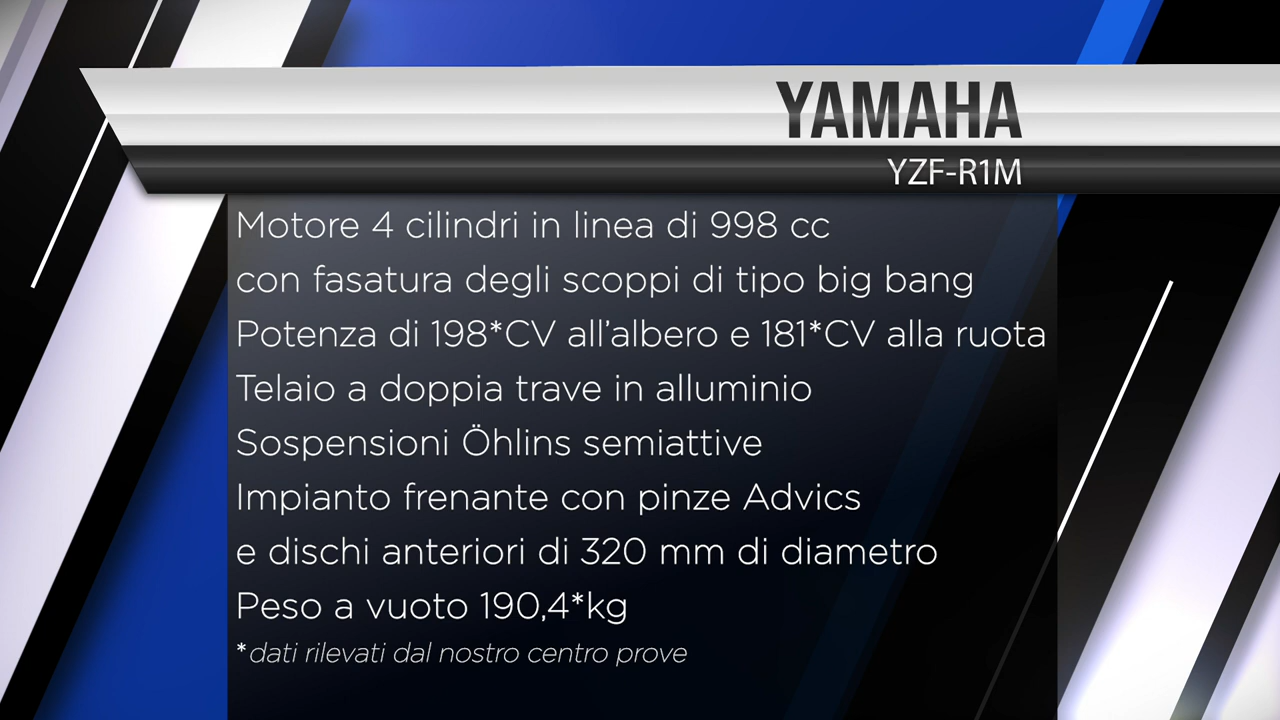 YAMAHA
YZF-R1M
Motore 4 cilindri in linea di 998 cc
con fasatura degli scoppi di tipo big bang
Potenza di 198*CV all’albero e 181*CV alla ruota
Telaio a doppia trave in alluminio
Sospensioni Öhlins semiattive
Impianto frenante con pinze Advics
e dischi anteriori di 320 mm di diametro
Peso a vuoto 190,4*kg
*dati rilevati dal nostro centro prove